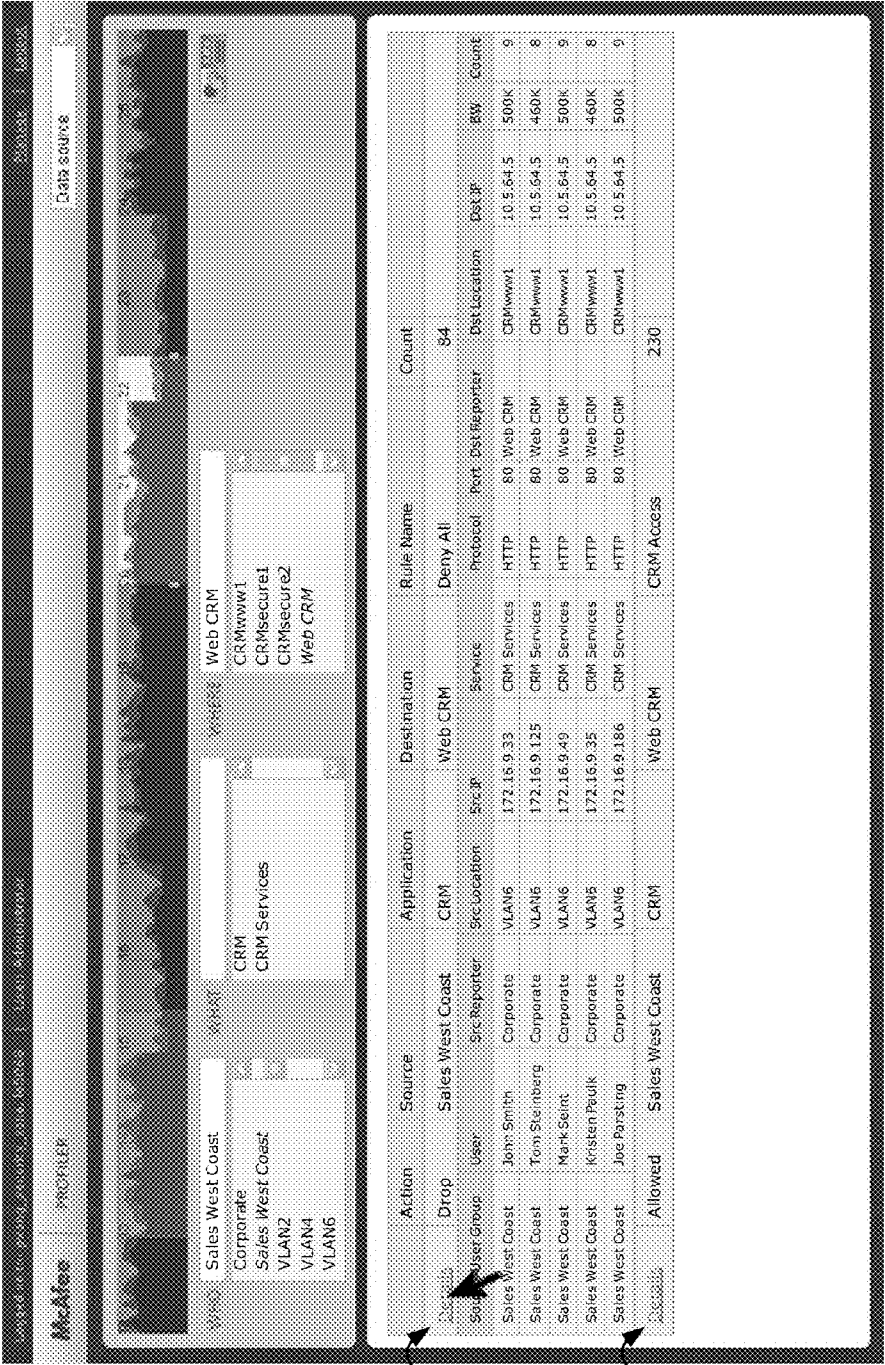 McAfee PROFILER Data source
Sales West Coast WHAT WHERE Web CRM
Corporate CRM CRMwww1
Sales West Coast CRM Services CRMsecure1
VLAN2 CRMsecure2
VLAN4 Web CRM
VLAN6
Action Source Application Destination Rule Name Count
Details Drop Sales West Coast CRM Web CRM Deny All 84
User Group User Src Reporter Src Location Src IP Service Protocol Port Dst Reporter Dst Location Dst IP BW Count
Sales West Coast John Smith Corporate VLAN6 172.16.9.33 CRM Services HTTP 80 Web CRM CRMwww1 10.5.64.5 500K 9
Sales West Coast Tom Steinberg Corporate VLAN6 172.16.9.125 CRM Services HTTP 80 Web CRM CRMwww1 10.5.64.5 460K 8
Sales West Coast Mark Seint Corporate VLAN6 172.16.9.49 CRM Services HTTP 80 Web CRM CRMwww1 10.5.64.5 500K 9
Sales West Coast Kristen Paulk Corporate VLAN6 172.16.9.35 CRM Services HTTP 80 Web CRM CRMwww1 10.5.64.5 460K 8
Sales West Coast Joe Parsting Corporate VLAN6 172.16.9.186 CRM Services HTTP 80 Web CRM CRMwww1 10.5.64.5 500K 9
Details Allowed Sales West Coast CRM Web CRM CRM Access 230